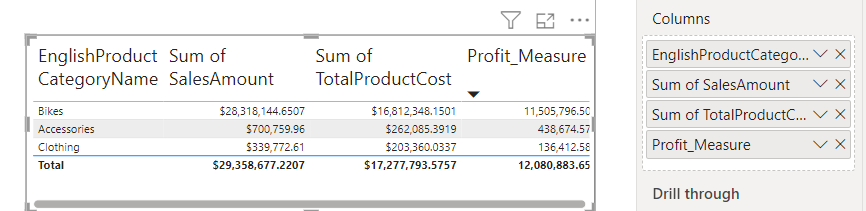 EnglishProduct CategoryName Sum of SalesAmount Sum of TotalProductCost Profit_Measure
Bikes $28,318,144.6507 $16,812,348.1501 11,505,796.50
Accessories $700,759.96 $262,085.3919 438,674.57
Clothing $339,772.61 $203,360.0337 136,412.58
Total $29,358,677.2207 $17,277,793.5757 12,080,883.65
Columns
EnglishProductCatego...
Sum of SalesAmount
Sum of TotalProductC...
Profit_Measure
Drill through